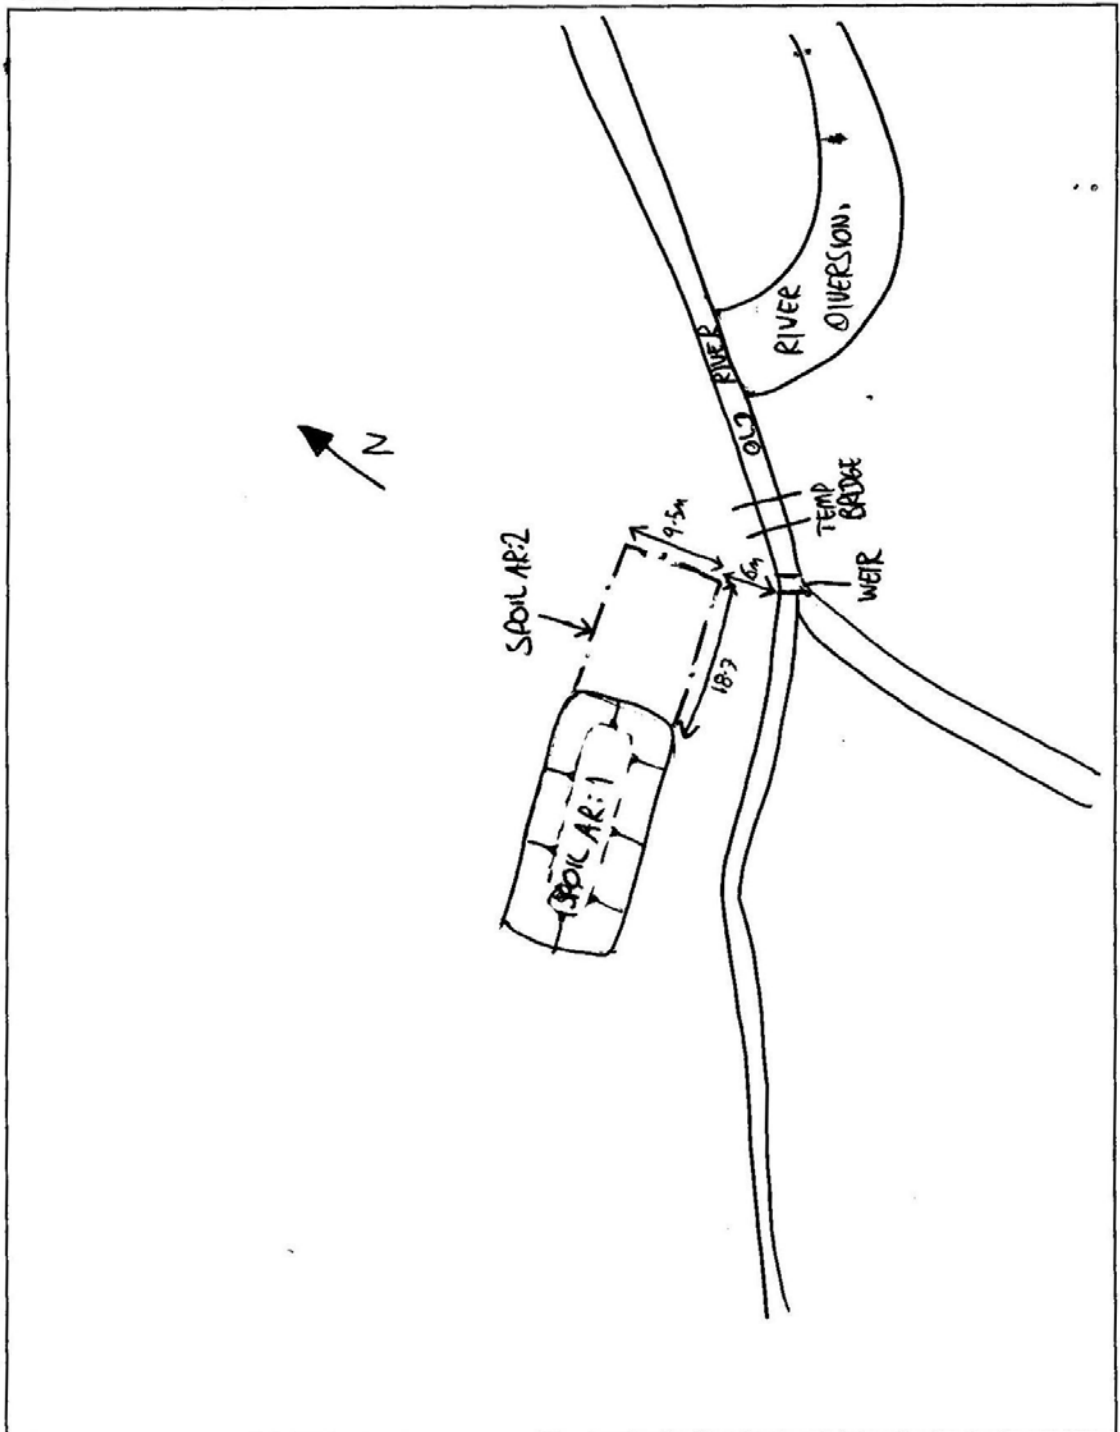 N
SPOIL AR:2
9.5m
6m
18.7
SPOIL AR:1
OLD RIVER
RIVER
DIVERSION.
TEMP
BRIDGE
WEIR